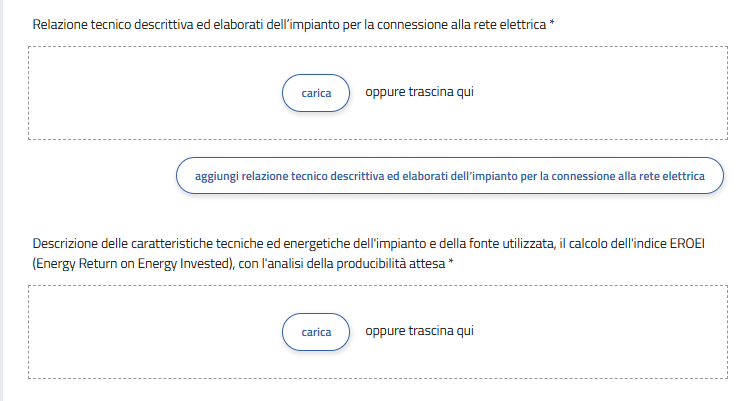 Relazione tecnico descrittiva ed elaborati dell’impianto per la connessione alla rete elettrica *
carica oppure trascina qui
aggiungi relazione tecnico descrittiva ed elaborati dell’impianto per la connessione alla rete elettrica
Descrizione delle caratteristiche tecniche ed energetiche dell'impianto e della fonte utilizzata, il calcolo dell'indice EROEI
(Energy Return on Energy Invested), con l'analisi della producibilità attesa *
carica oppure trascina qui